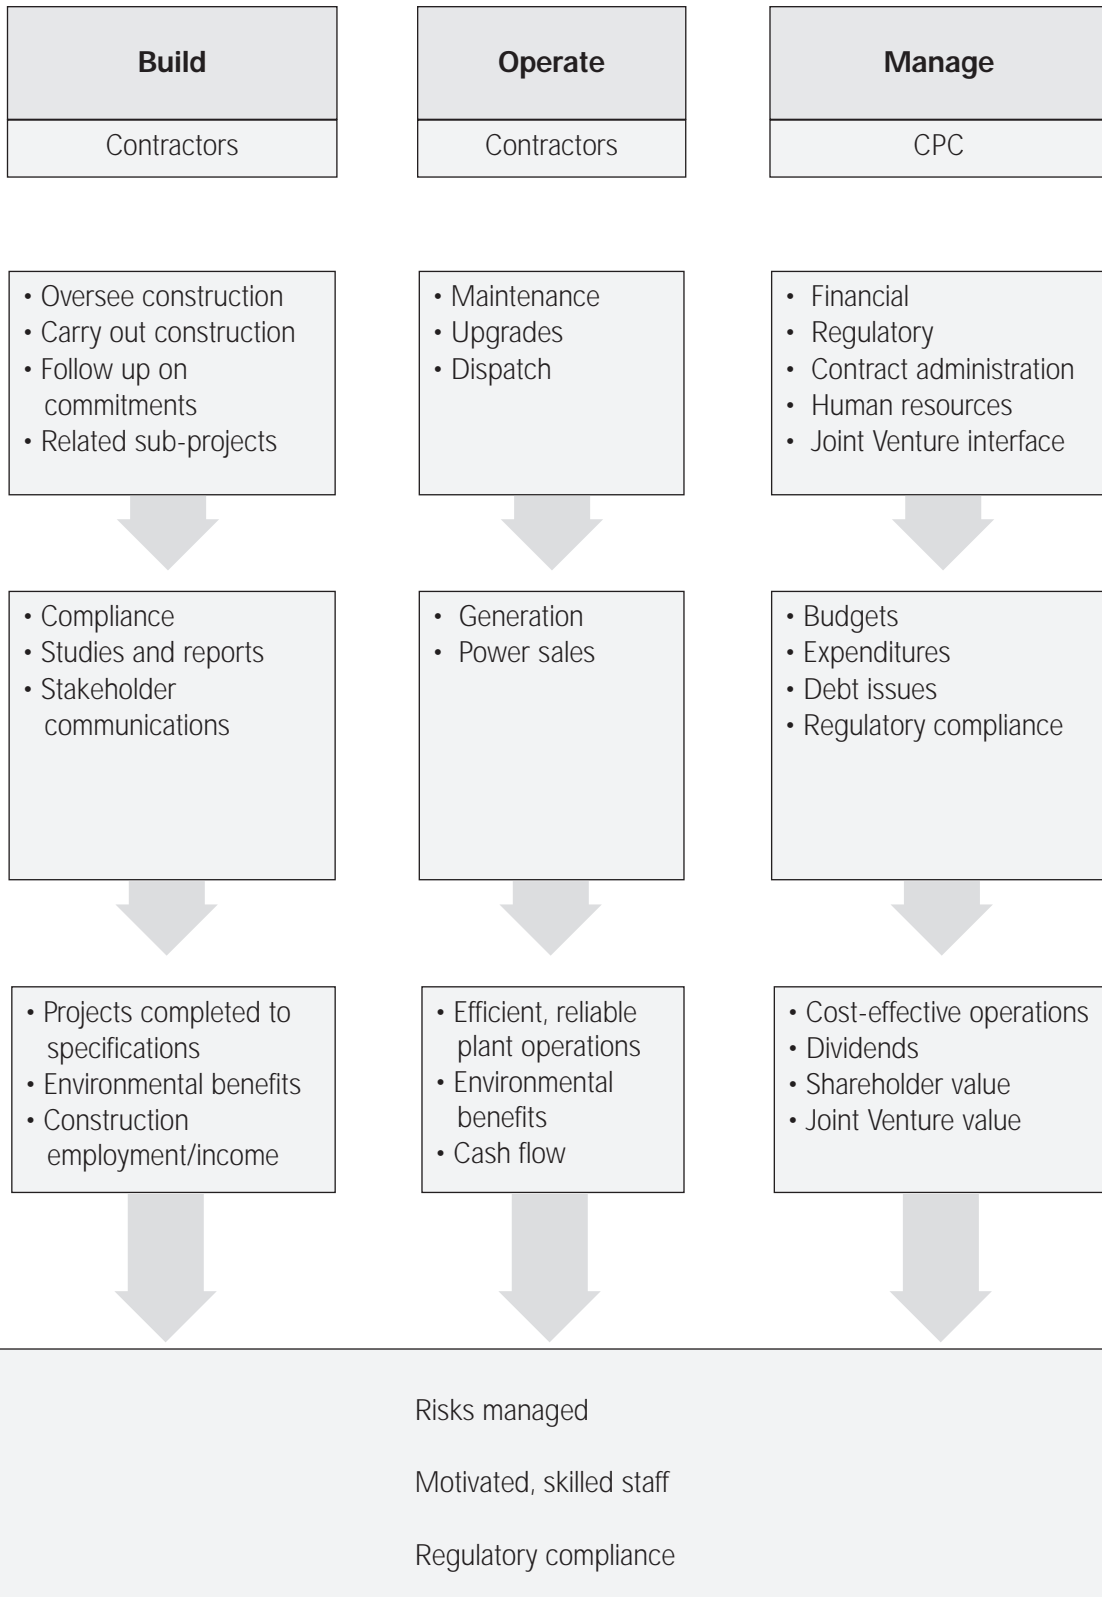 Build
Contractors
Operate
Contractors
Manage
CPC
• Oversee construction
• Carry out construction
• Follow up on
commitments
• Related sub-projects
• Maintenance
• Upgrades
• Dispatch
• Financial
• Regulatory
• Contract administration
• Human resources
• Joint Venture interface
• Compliance
• Studies and reports
• Stakeholder
communications
• Generation
• Power sales
• Budgets
• Expenditures
• Debt issues
• Regulatory compliance
• Projects completed to
specifications
• Environmental benefits
• Construction
employment/income
• Efficient, reliable
plant operations
• Environmental
benefits
• Cash flow
• Cost-effective operations
• Dividends
• Shareholder value
• Joint Venture value
Risks managed
Motivated, skilled staff
Regulatory compliance